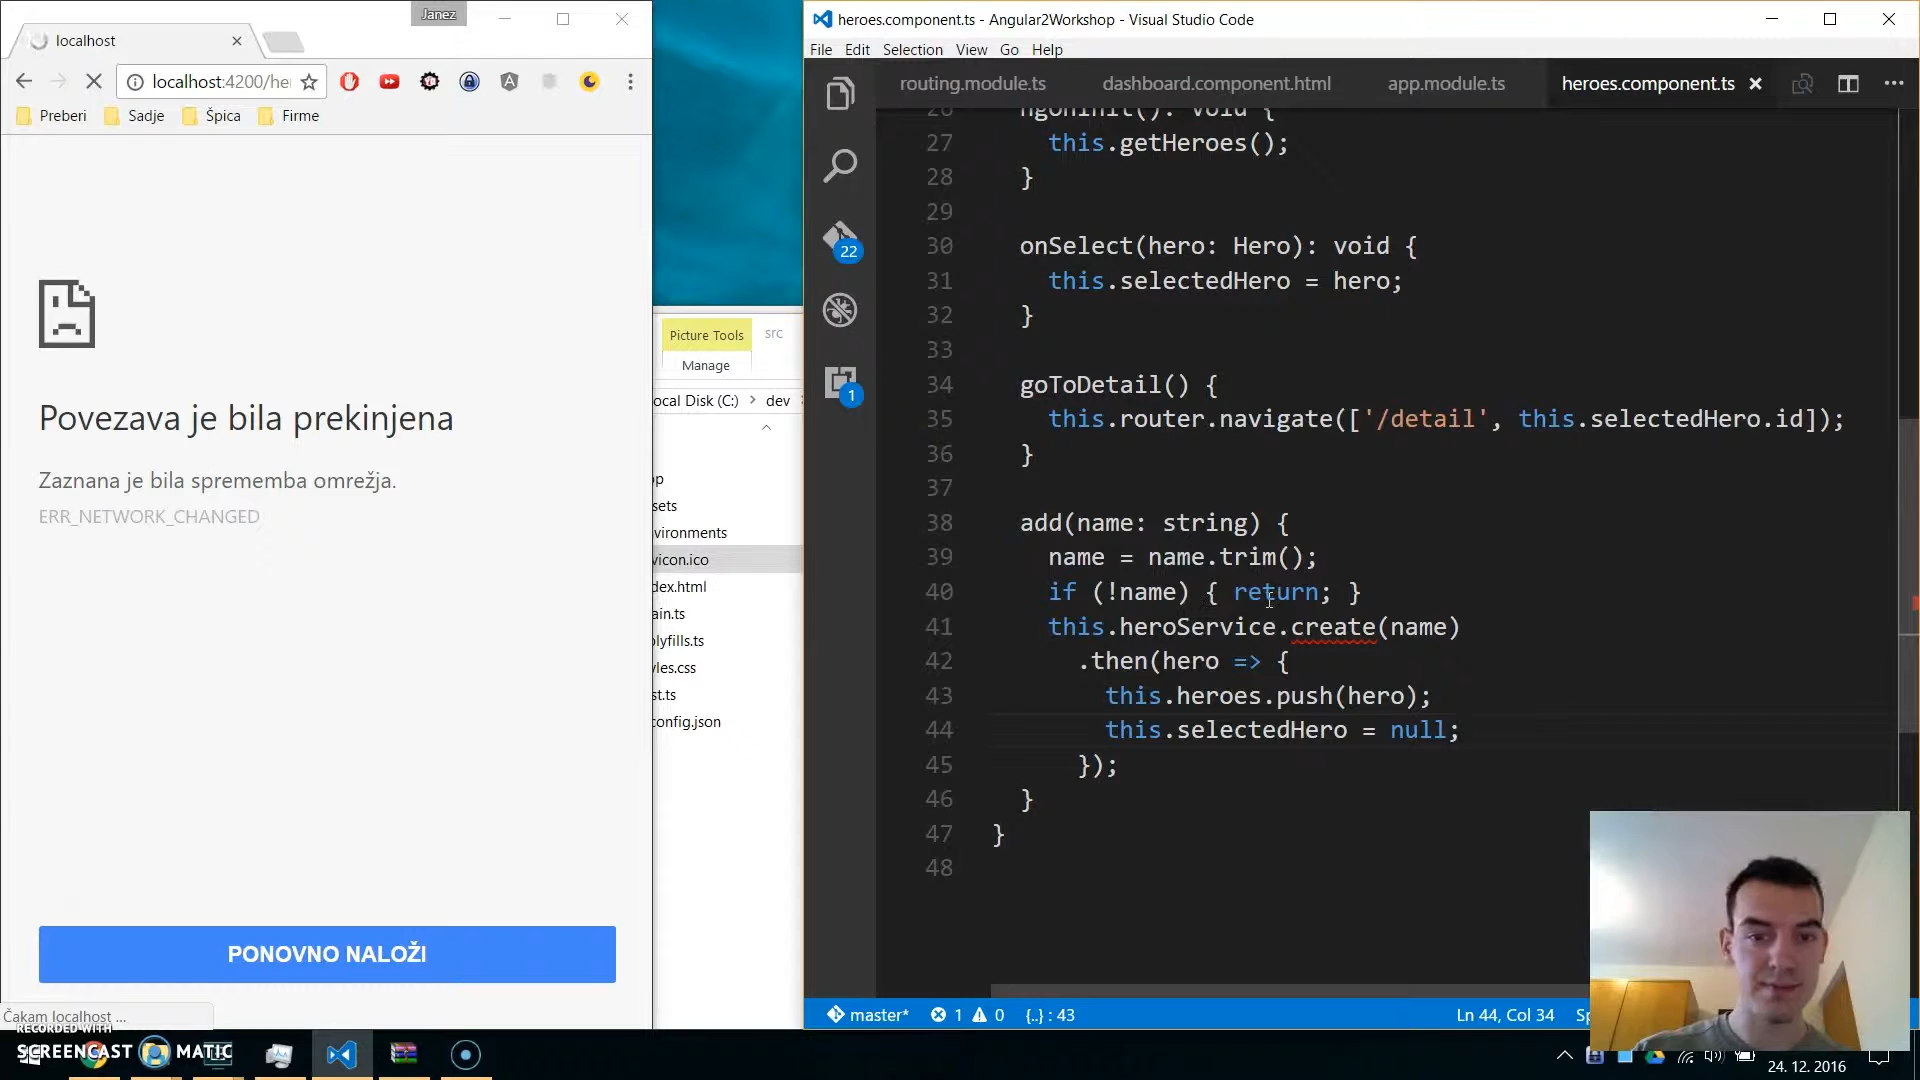 Janez
localhost
localhost:4200/he
Preberi
Sadje
Špica
Firme
Povezava je bila prekinjena
Zaznana je bila sprememba omrežja.
ERR_NETWORK_CHANGED
PONOVNO NALOŽI
Čakam localhost ...
Picture Tools
src
Manage
ocal Disk (C:)
dev
op
sets
vironments
vicon.ico
dex.html
ain.ts
olyfills.ts
yles.css
st.ts
config.json
heroes.component.ts - Angular2Workshop - Visual Studio Code
File Edit Selection View Go Help
routing.module.ts
dashboard.component.html
app.module.ts
heroes.component.ts
22
1
26 ngOnInit(): void {
27 this.getHeroes();
28 }
29
30 onSelect(hero: Hero): void {
31 this.selectedHero = hero;
32 }
33
34 goToDetail() {
35 this.router.navigate(['/detail', this.selectedHero.id]);
36 }
37
38 add(name: string) {
39 name = name.trim();
40 if (!name) { return; }
41 this.heroService.create(name)
42 .then(hero => {
43 this.heroes.push(hero);
44 this.selectedHero = null;
45 });
46 }
47 }
48
master* 1 0 {..} : 43
Ln 44, Col 34 Sp
RECORDED WITH
SCREENCAST MATIC
24. 12. 2016